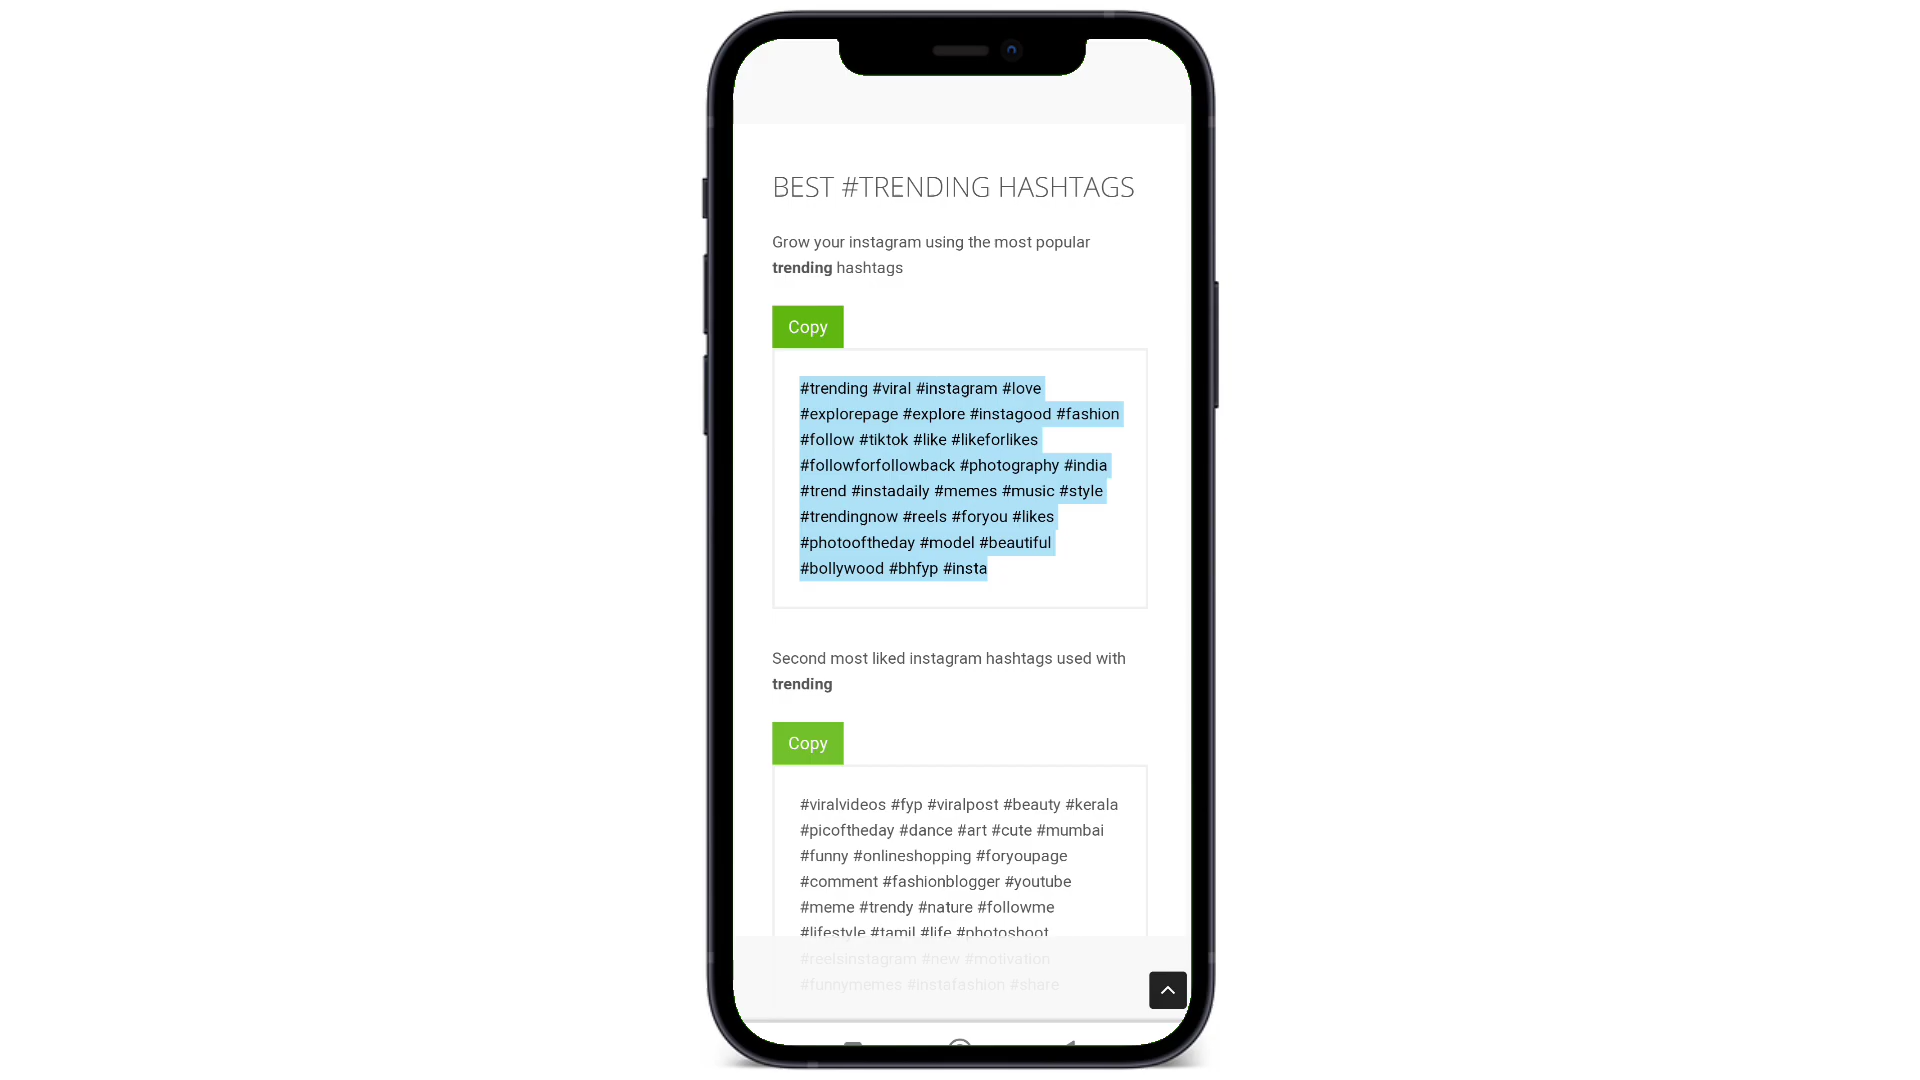 BEST #TRENDING HASHTAGS
Grow your instagram using the most popular
trending hashtags
Copy
#trending #viral #instagram #love
#explorepage #explore #instagood #fashion
#follow #tiktok #like #likeforlikes
#followforfollowback #photography #india
#trend #instadaily #memes #music #style
#trendingnow #reels #foryou #likes
#photooftheday #model #beautiful
#bollywood #bhfyp #insta
Second most liked instagram hashtags used with
trending
Copy
#viralvideos #fyp #viralpost #beauty #kerala
#picoftheday #dance #art #cute #mumbai
#funny #onlineshopping #foryoupage
#comment #fashionblogger #youtube
#meme #trendy #nature #followme
#lifestyle #tamil #life #photoshoot
#reelsinstagram #new #motivation
#funnymemes #instafashion #share